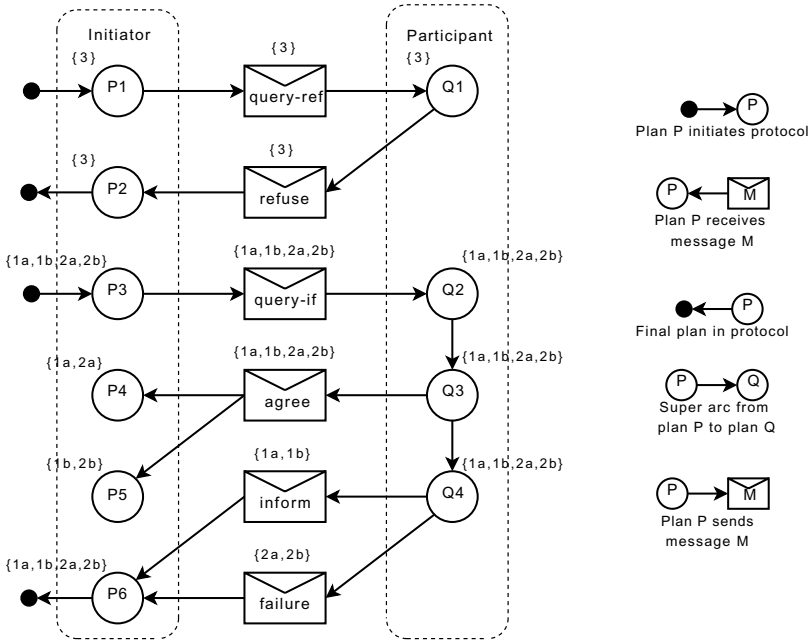 Initiator
Participant
{3}
{3}
{3}
P1
query-ref
Q1
{3}
{3}
P2
refuse
{1a,1b,2a,2b}
{1a,1b,2a,2b}
{1a,1b,2a,2b}
P3
query-if
Q2
{1a,2a}
{1a,1b,2a,2b}
{1a,1b,2a,2b}
P4
agree
Q3
{1b,2b}
{1a,1b}
{1a,1b,2a,2b}
P5
inform
Q4
{1a,1b,2a,2b}
{2a,2b}
P6
failure
P
Plan P initiates protocol
P
M
Plan P receives
message M
P
Final plan in protocol
P
Q
Super arc from
plan P to plan Q
P
M
Plan P sends
message M